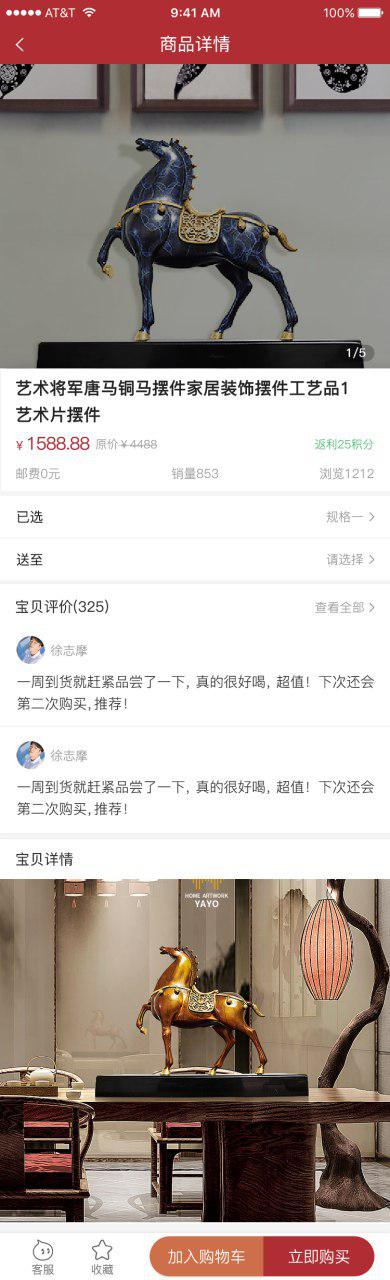 ●●●●● AT&T 9:41 AM 100%
商品详情
1/5
艺术将军唐马铜马摆件家居装饰摆件工艺品1
艺术片摆件
¥1588.88 原价¥4488 返利25积分
邮费0元 销量853 浏览1212
已选 规格一
送至 请选择
宝贝评价(325) 查看全部
徐志摩
一周到货就赶紧品尝了一下, 真的很好喝, 超值! 下次还会
第二次购买, 推荐!
徐志摩
一周到货就赶紧品尝了一下, 真的很好喝, 超值! 下次还会
第二次购买, 推荐!
宝贝详情
HOME ARTWORK
YAYO
客服 收藏 加入购物车 立即购买